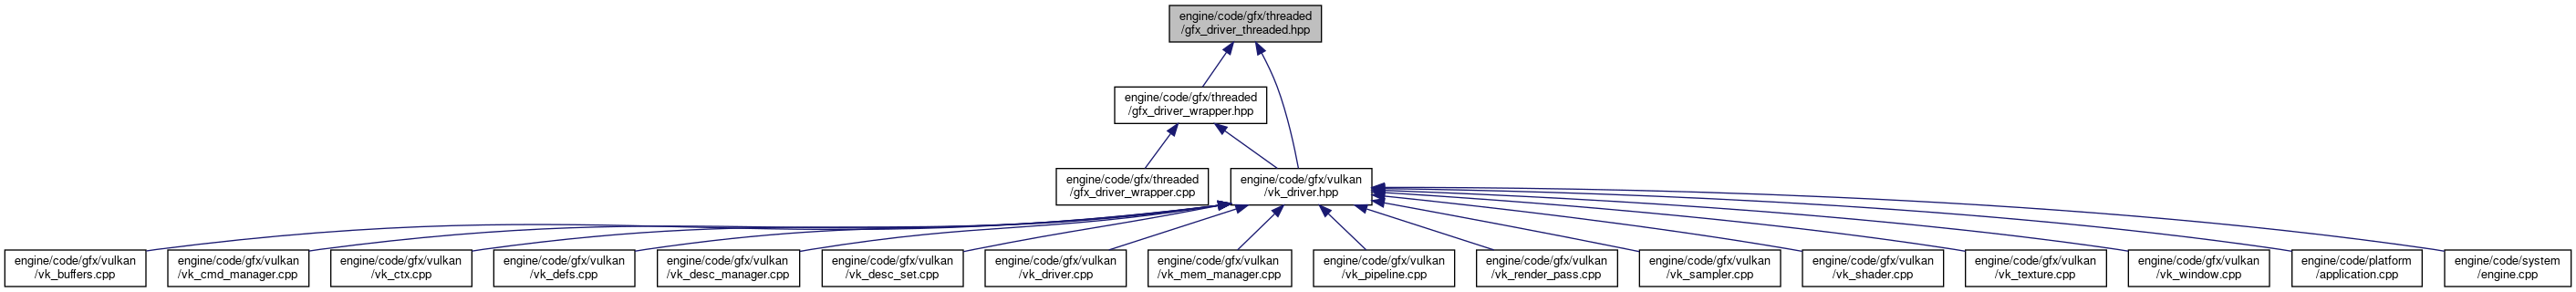 engine/code/gfx/threaded
/gfx_driver_threaded.hpp
engine/code/gfx/threaded
/gfx_driver_wrapper.hpp
engine/code/gfx/threaded
/gfx_driver_wrapper.cpp
engine/code/gfx/vulkan
/vk_driver.hpp
engine/code/gfx/vulkan
/vk_buffers.cpp
engine/code/gfx/vulkan
/vk_cmd_manager.cpp
engine/code/gfx/vulkan
/vk_ctx.cpp
engine/code/gfx/vulkan
/vk_defs.cpp
engine/code/gfx/vulkan
/vk_desc_manager.cpp
engine/code/gfx/vulkan
/vk_desc_set.cpp
engine/code/gfx/vulkan
/vk_driver.cpp
engine/code/gfx/vulkan
/vk_mem_manager.cpp
engine/code/gfx/vulkan
/vk_pipeline.cpp
engine/code/gfx/vulkan
/vk_render_pass.cpp
engine/code/gfx/vulkan
/vk_sampler.cpp
engine/code/gfx/vulkan
/vk_shader.cpp
engine/code/gfx/vulkan
/vk_texture.cpp
engine/code/gfx/vulkan
/vk_window.cpp
engine/code/platform
/application.cpp
engine/code/system
/engine.cpp